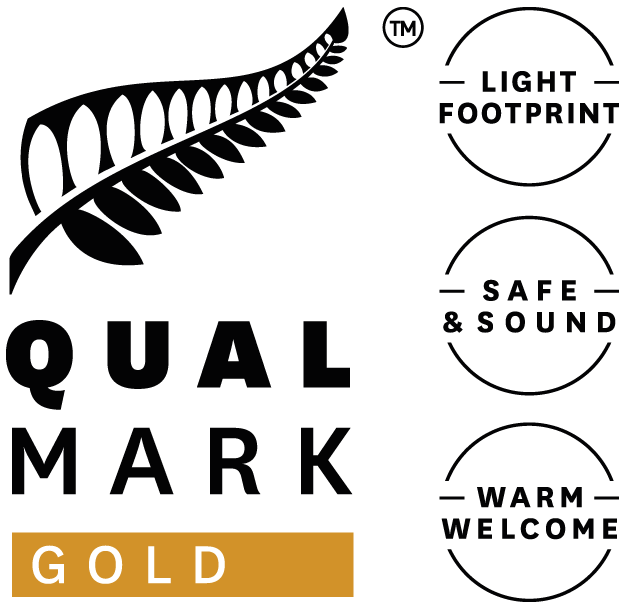 QUAL
MARK
GOLD
TM
LIGHT
FOOTPRINT
SAFE
& SOUND
WARM
WELCOME